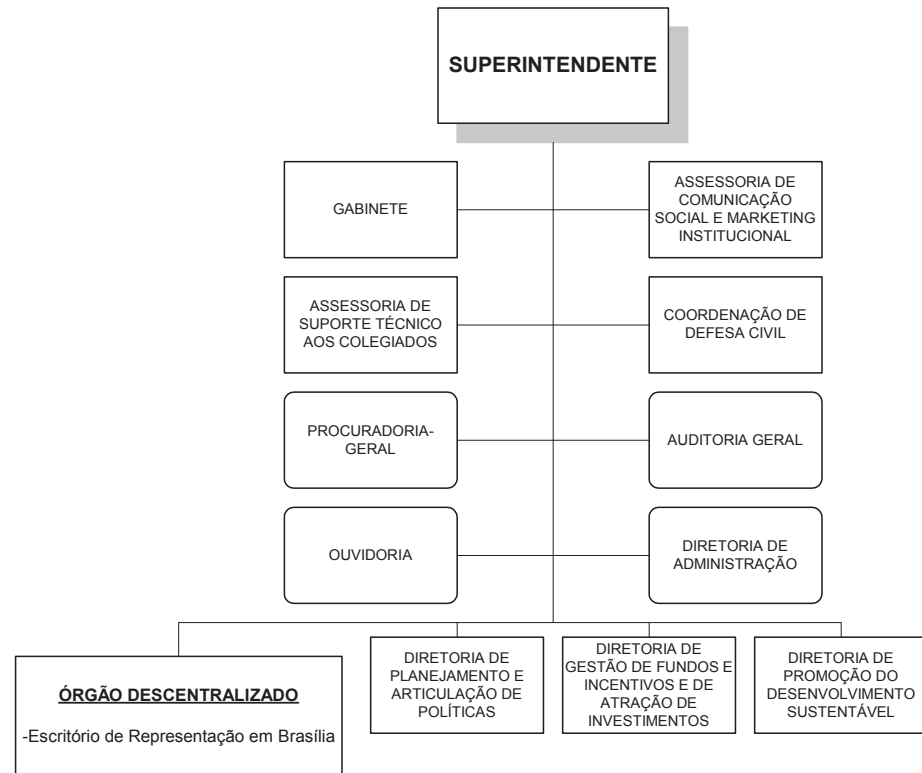 SUPERINTENDENTE
GABINETE
ASSESSORIA DE
COMUNICAÇÃO
SOCIAL E MARKETING
INSTITUCIONAL
ASSESSORIA DE
SUPORTE TÉCNICO
AOS COLEGIADOS
COORDENAÇÃO DE
DEFESA CIVIL
PROCURADORIA-
GERAL
AUDITORIA GERAL
OUVIDORIA
DIRETORIA DE
ADMINISTRAÇÃO
ÓRGÃO DESCENTRALIZADO
-Escritório de Representação em Brasília
DIRETORIA DE
PLANEJAMENTO E
ARTICULAÇÃO DE
POLÍTICAS
DIRETORIA DE
GESTÃO DE FUNDOS E
INCENTIVOS E DE
ATRAÇÃO DE
INVESTIMENTOS
DIRETORIA DE
PROMOÇÃO DO
DESENVOLVIMENTO
SUSTENTÁVEL